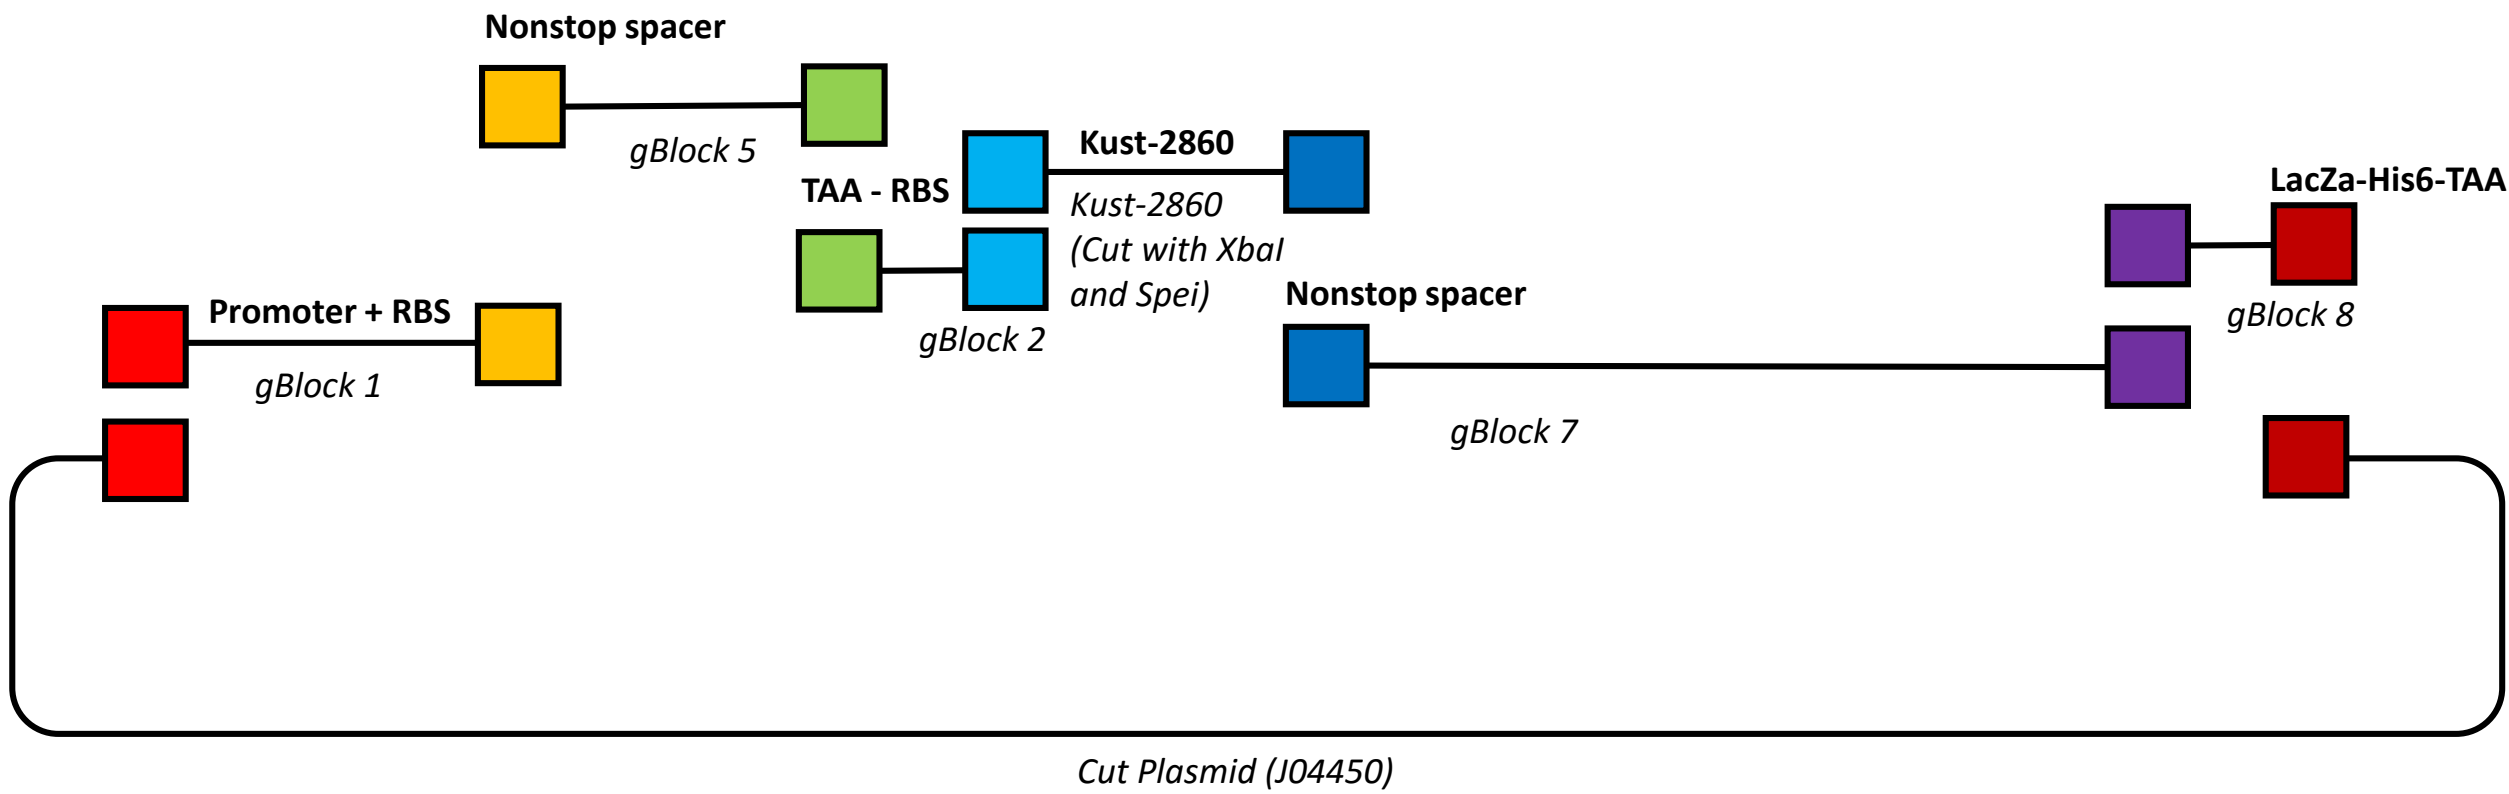 Nonstop spacer
gBlock 5
Kust-2860
TAA - RBS
Kust-2860
(Cut with XbaI
and Spei)
gBlock 2
LacZa-His6-TAA
gBlock 8
Promoter + RBS
gBlock 1
Nonstop spacer
gBlock 7
Cut Plasmid (J04450)